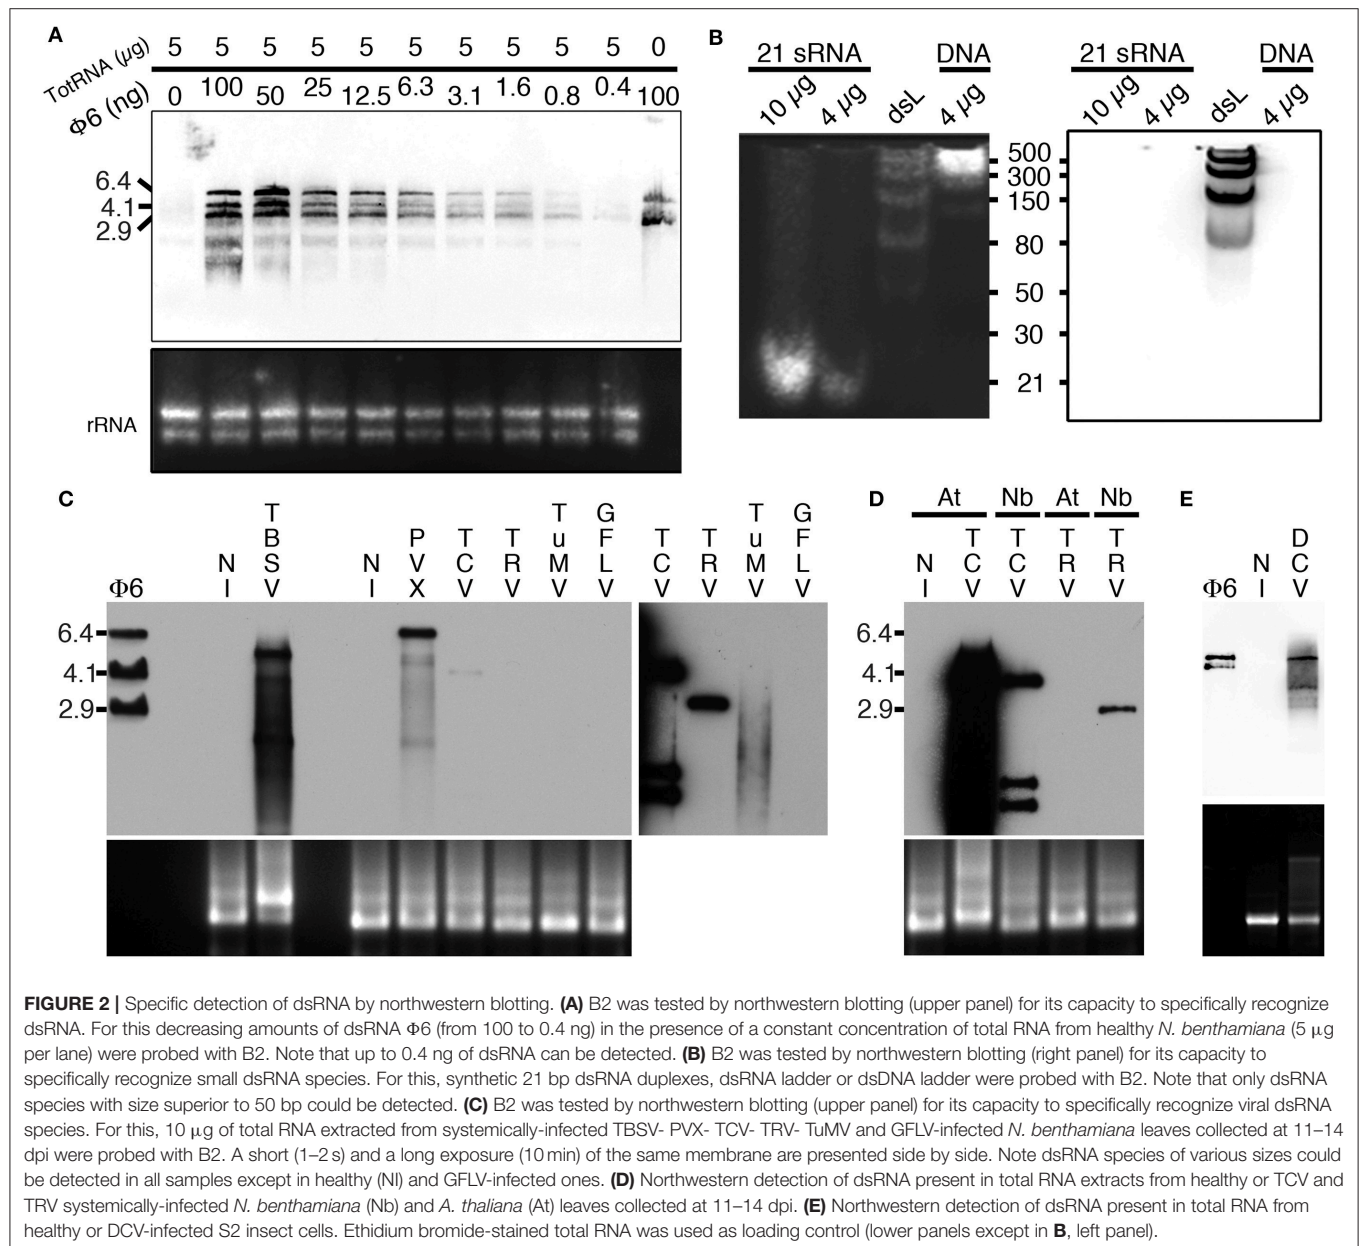 A
TotRNA (µg) 5 5 5 5 5 5 5 5 5 5 0
Φ6 (ng) 0 100 50 25 12.5 6.3 3.1 1.6 0.8 0.4 100
6.4
4.1
2.9
rRNA
B
21 sRNA DNA 21 sRNA DNA
10 µg 4 µg dsL 4 µg 10 µg 4 µg dsL 4 µg
500
300
150
80
50
30
21
C
Φ6 NI TBSV NI PVX TCV TRV TuMV GFLV TCV TRV TuMV GFLV
6.4
4.1
2.9
D
At Nb At Nb
NI TCV TCV TRV TRV
6.4
4.1
2.9
E
Φ6 NI DCV
FIGURE 2 | Specific detection of dsRNA by northwestern blotting. (A) B2 was tested by northwestern blotting (upper panel) for its capacity to specifically recognize
dsRNA. For this decreasing amounts of dsRNA Φ6 (from 100 to 0.4 ng) in the presence of a constant concentration of total RNA from healthy N. benthamiana (5 µg
per lane) were probed with B2. Note that up to 0.4 ng of dsRNA can be detected. (B) B2 was tested by northwestern blotting (right panel) for its capacity to
specifically recognize small dsRNA species. For this, synthetic 21 bp dsRNA duplexes, dsRNA ladder or dsDNA ladder were probed with B2. Note that only dsRNA
species with size superior to 50 bp could be detected. (C) B2 was tested by northwestern blotting (upper panel) for its capacity to specifically recognize viral dsRNA
species. For this, 10 µg of total RNA extracted from systemically-infected TBSV- PVX- TCV- TRV- TuMV and GFLV-infected N. benthamiana leaves collected at 11–14
dpi were probed with B2. A short (1–2 s) and a long exposure (10 min) of the same membrane are presented side by side. Note dsRNA species of various sizes could
be detected in all samples except in healthy (NI) and GFLV-infected ones. (D) Northwestern detection of dsRNA present in total RNA extracts from healthy or TCV and
TRV systemically-infected N. benthamiana (Nb) and A. thaliana (At) leaves collected at 11–14 dpi. (E) Northwestern detection of dsRNA present in total RNA from
healthy or DCV-infected S2 insect cells. Ethidium bromide-stained total RNA was used as loading control (lower panels except in B, left panel).